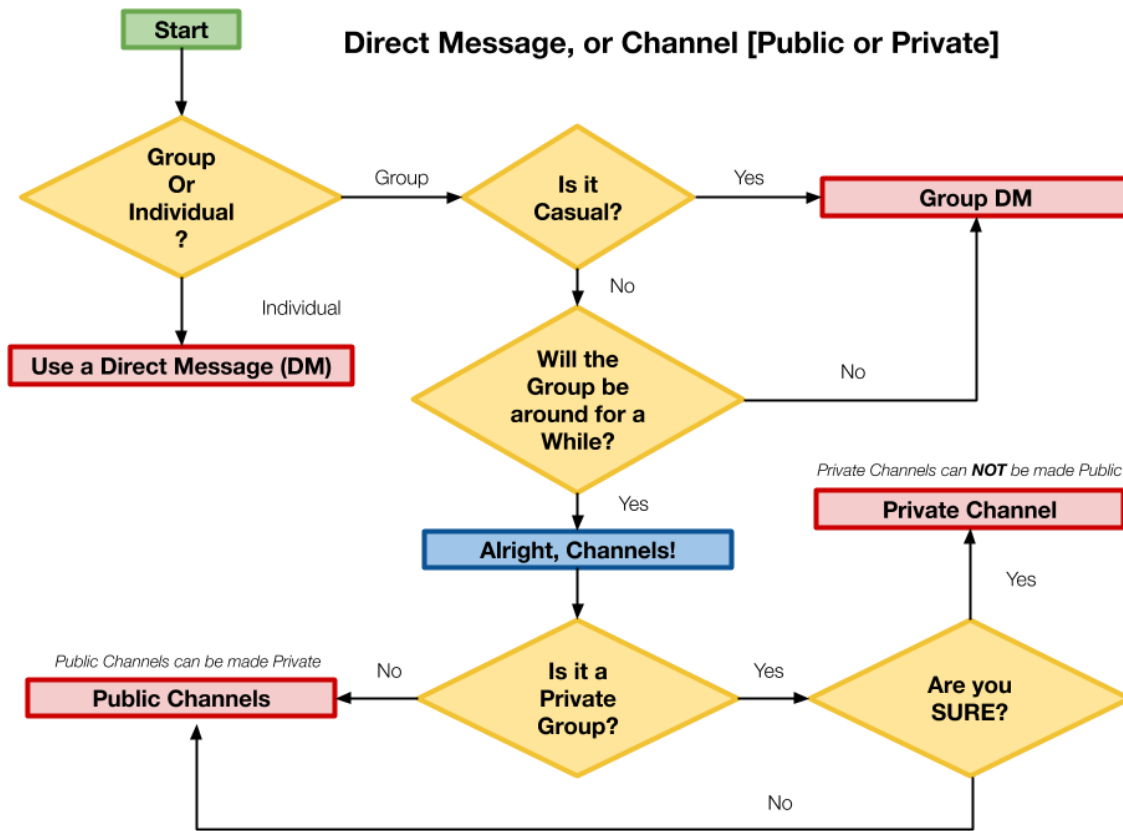 Start
Direct Message, or Channel [Public or Private]
Group
Or
Individual
?
Group
Is it
Casual?
Yes
Group DM
No
Individual
Use a Direct Message (DM)
Will the
Group be
around for a
While?
No
Yes
Private Channels can NOT be made Public
Private Channel
Alright, Channels!
Yes
Public Channels can be made Private
Public Channels
No
Is it a
Private
Group?
Yes
Are you
SURE?
No